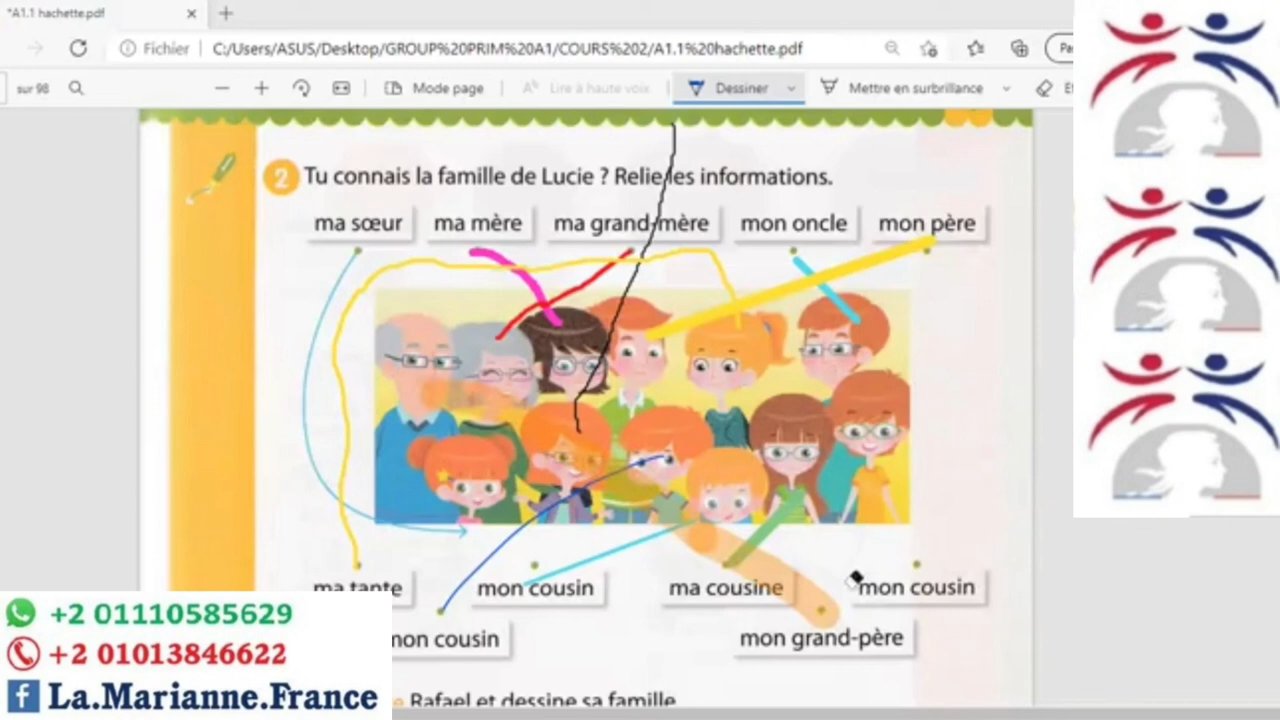 *A1.1 hachette.pdf
Fichier C:/Users/ASUS/Desktop/GROUP%20PRIM%20A1/COURS%202/A1.1%20hachette.pdf
sur 98 Mode page Lire à haute voix Dessiner Mettre en surbrillance
2 Tu connais la famille de Lucie ? Relie les informations.
ma sœur ma mère ma grand-mère mon oncle mon père
ma tante mon cousin ma cousine mon cousin
mon cousin mon grand-père
Rafael et dessine sa famille
+2 01110585629
+2 01013846622
La.Marianne.France